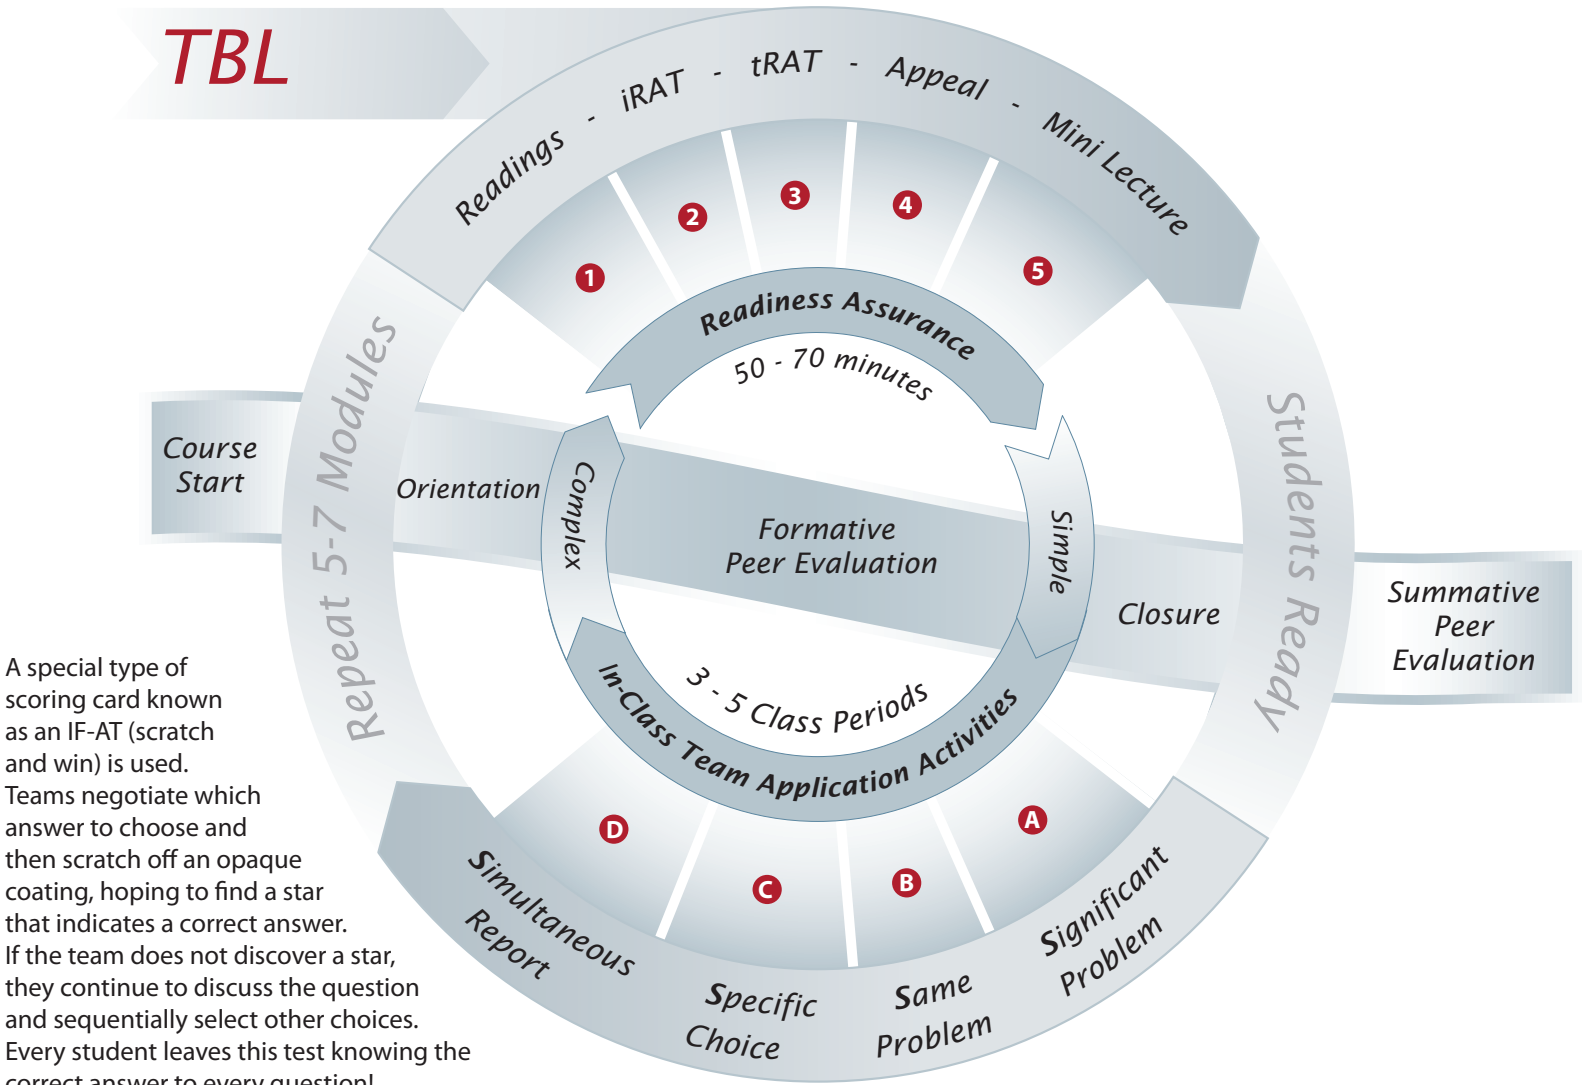 TBL
Readings - iRAT - tRAT - Appeal - Mini Lecture
1
2
3
4
5
Readiness Assurance
50 - 70 minutes
Repeat 5-7 Modules
Students Ready
Course
Start
Orientation
Complex
Formative
Peer Evaluation
Simple
Closure
Summative
Peer
Evaluation
3 - 5 Class Periods
In-Class Team Application Activities
D
C
B
A
Simultaneous
Report
Specific
Choice
Same
Problem
Significant
Problem
A special type of
scoring card known
as an IF-AT (scratch
and win) is used.
Teams negotiate which
answer to choose and
then scratch off an opaque
coating, hoping to find a star
that indicates a correct answer.
If the team does not discover a star,
they continue to discuss the question
and sequentially select other choices.
Every student leaves this test knowing the
correct answer to every question!